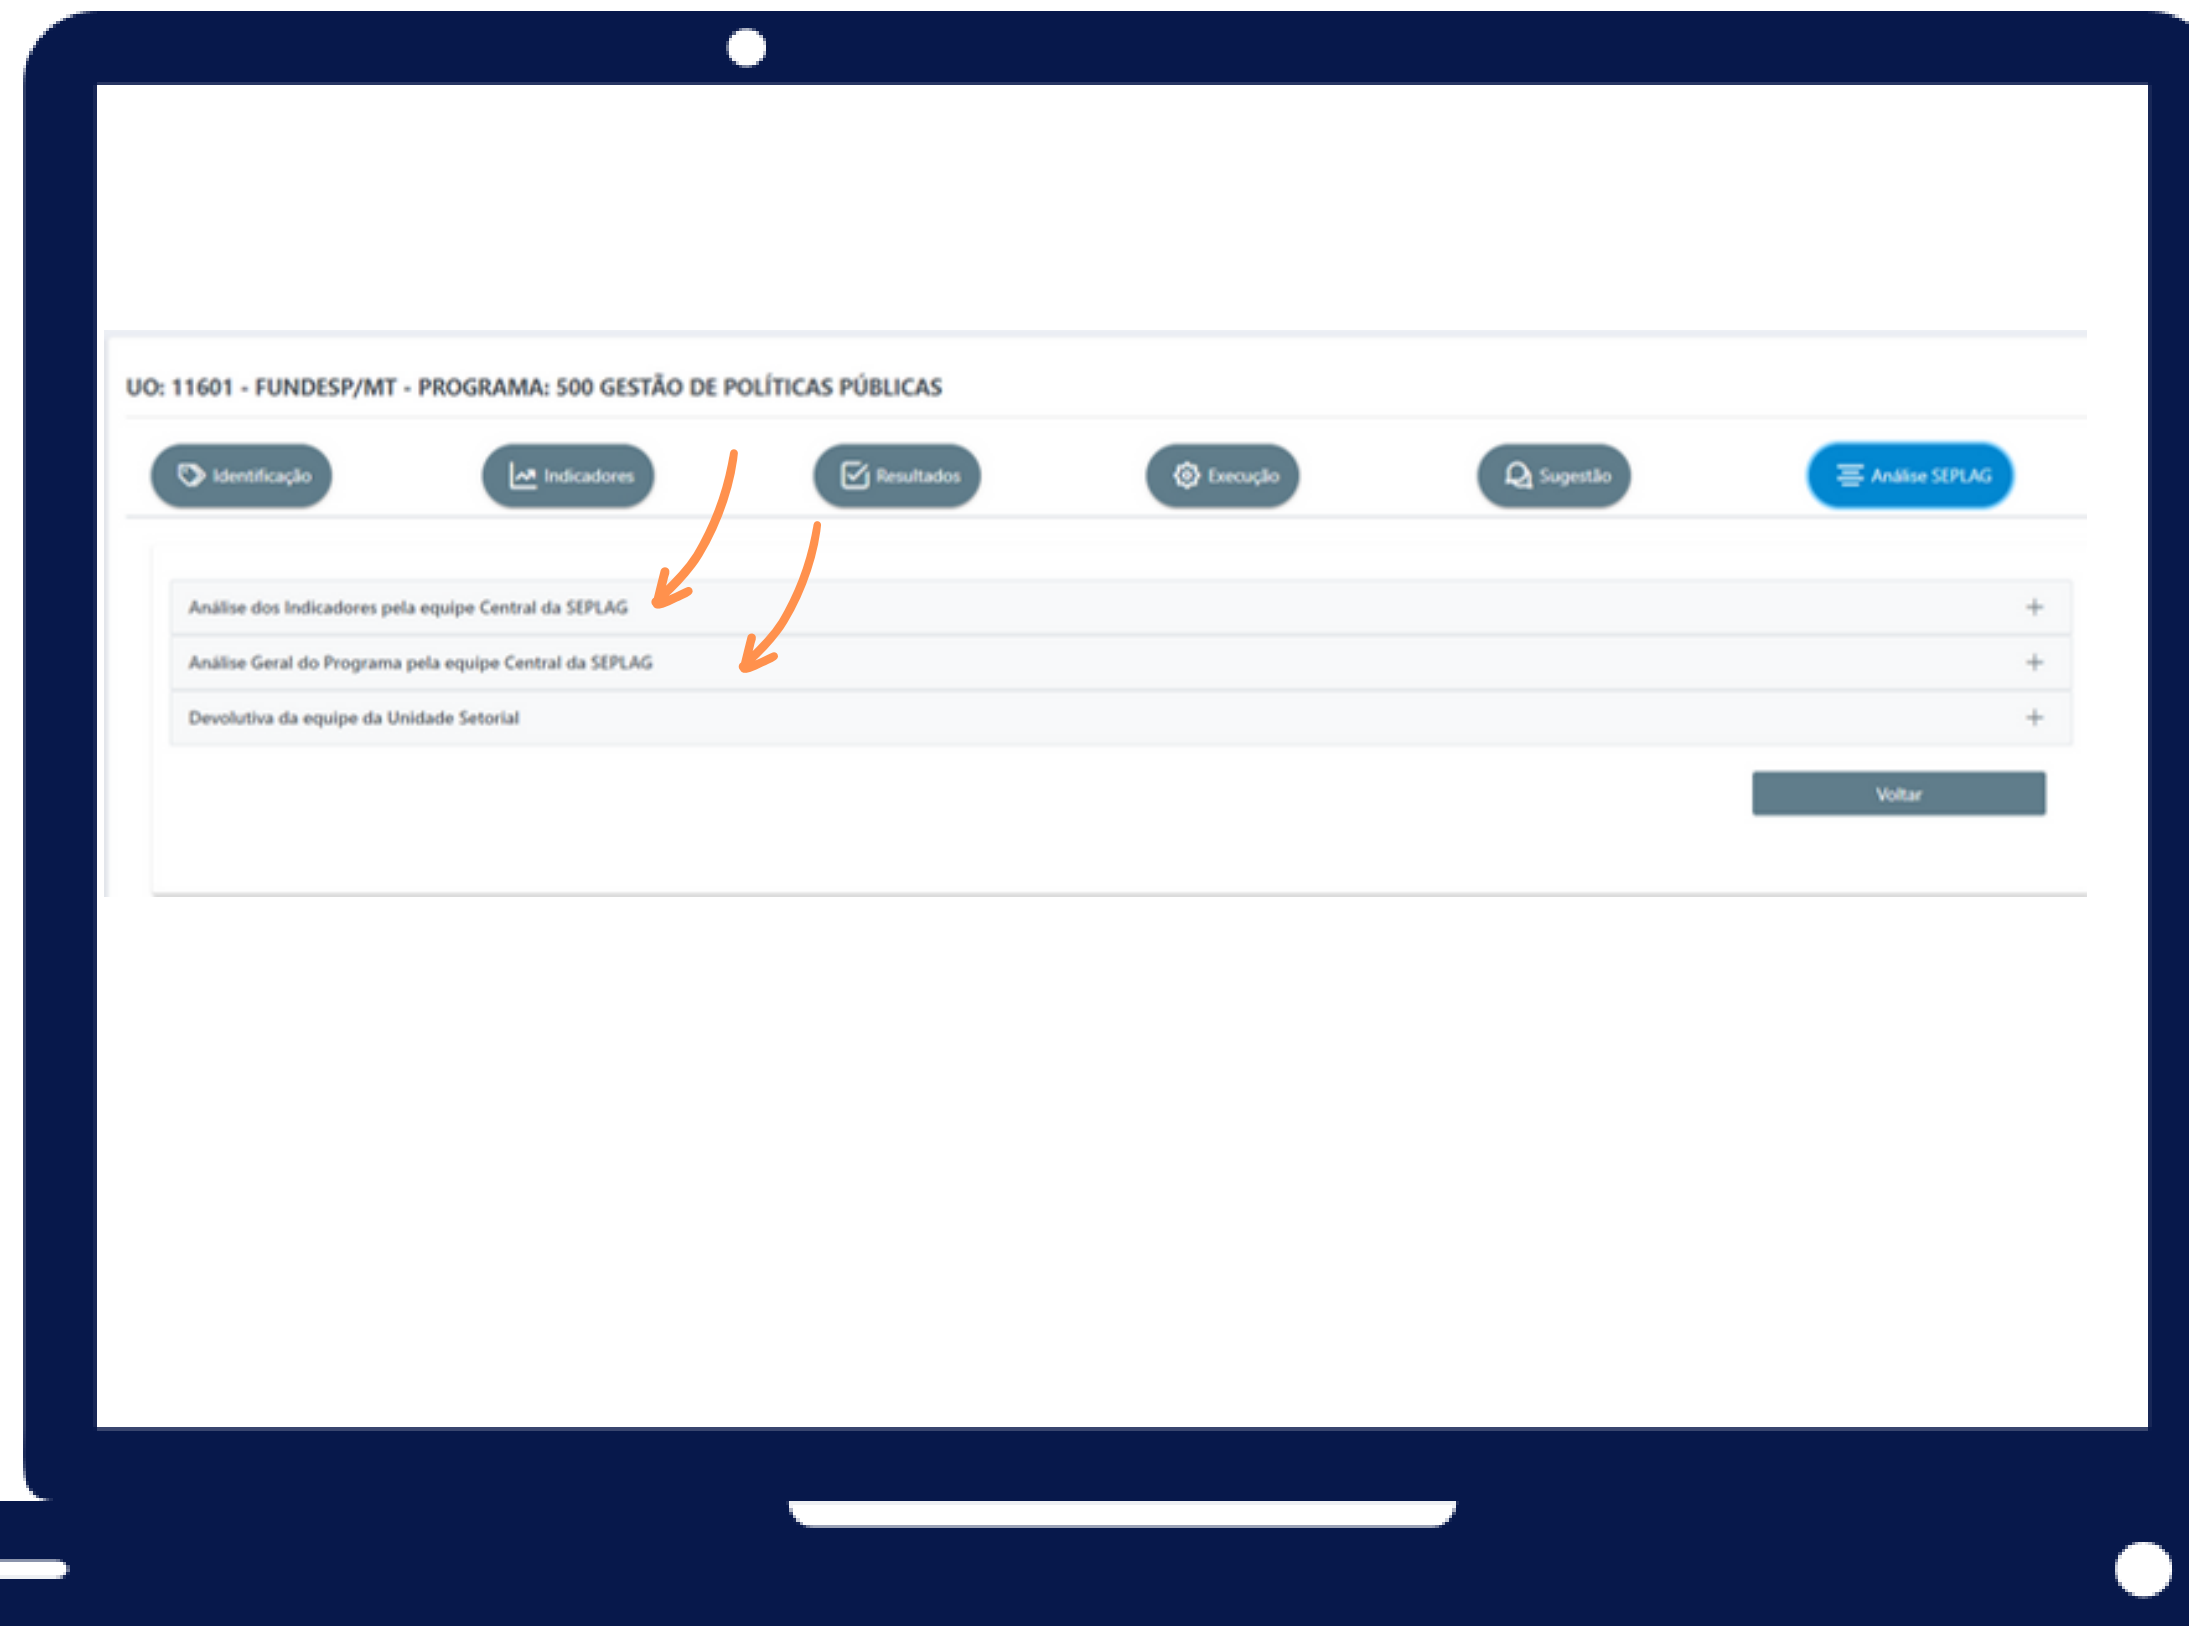 UO: 11601 - FUNDESP/MT - PROGRAMA: 500 GESTÃO DE POLÍTICAS PÚBLICAS
Identificação Indicadores Resultados Execução Sugestão Análise SEPLAG
Análise dos Indicadores pela equipe Central da SEPLAG
Análise Geral do Programa pela equipe Central da SEPLAG
Devolutiva da equipe da Unidade Setorial
Voltar